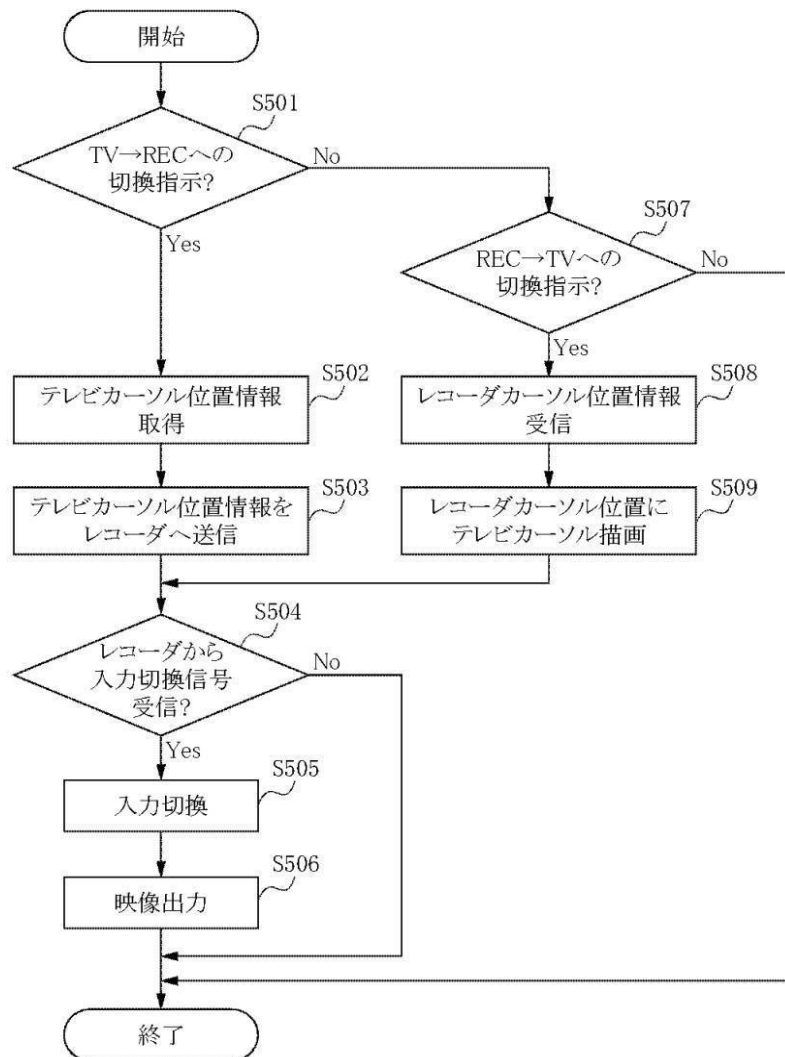 開始
S501
TV→RECへの
切換指示?
No
Yes
S507
REC→TVへの
切換指示?
No
Yes
S502
テレビカーソル位置情報
取得
S508
レコーダカーソル位置情報
受信
S503
テレビカーソル位置情報を
レコーダへ送信
S509
レコーダカーソル位置に
テレビカーソル描画
S504
レコーダから
入力切換信号
受信?
No
Yes
S505
入力切換
S506
映像出力
終了